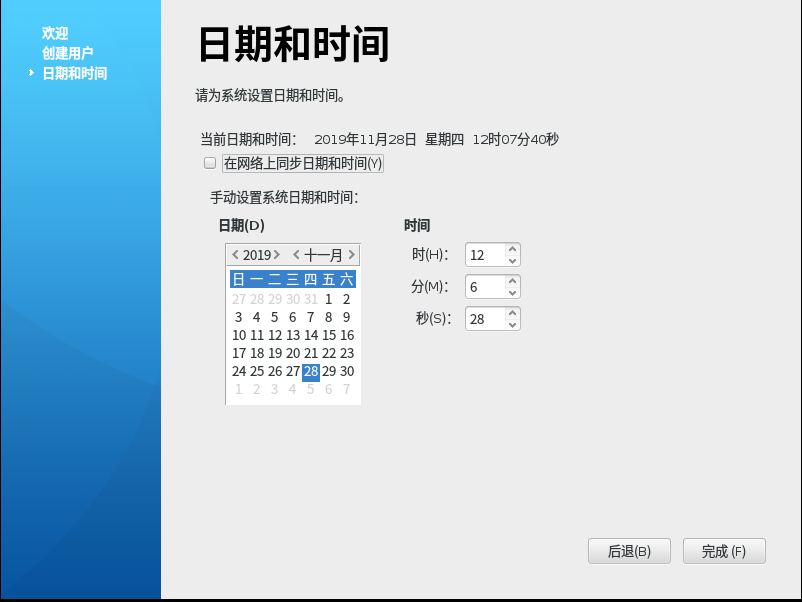 欢迎
创建用户
日期和时间
日期和时间
请为系统设置日期和时间。
当前日期和时间： 2019年11月28日 星期四 12时07分40秒
在网络上同步日期和时间(Y)
手动设置系统日期和时间：
日期(D) 时间
2019 十一月
日 一 二 三 四 五 六
27 28 29 30 31 1 2
3 4 5 6 7 8 9
10 11 12 13 14 15 16
17 18 19 20 21 22 23
24 25 26 27 28 29 30
1 2 3 4 5 6 7
时(H)： 12
分(M)： 6
秒(S)： 28
后退(B) 完成 (F)